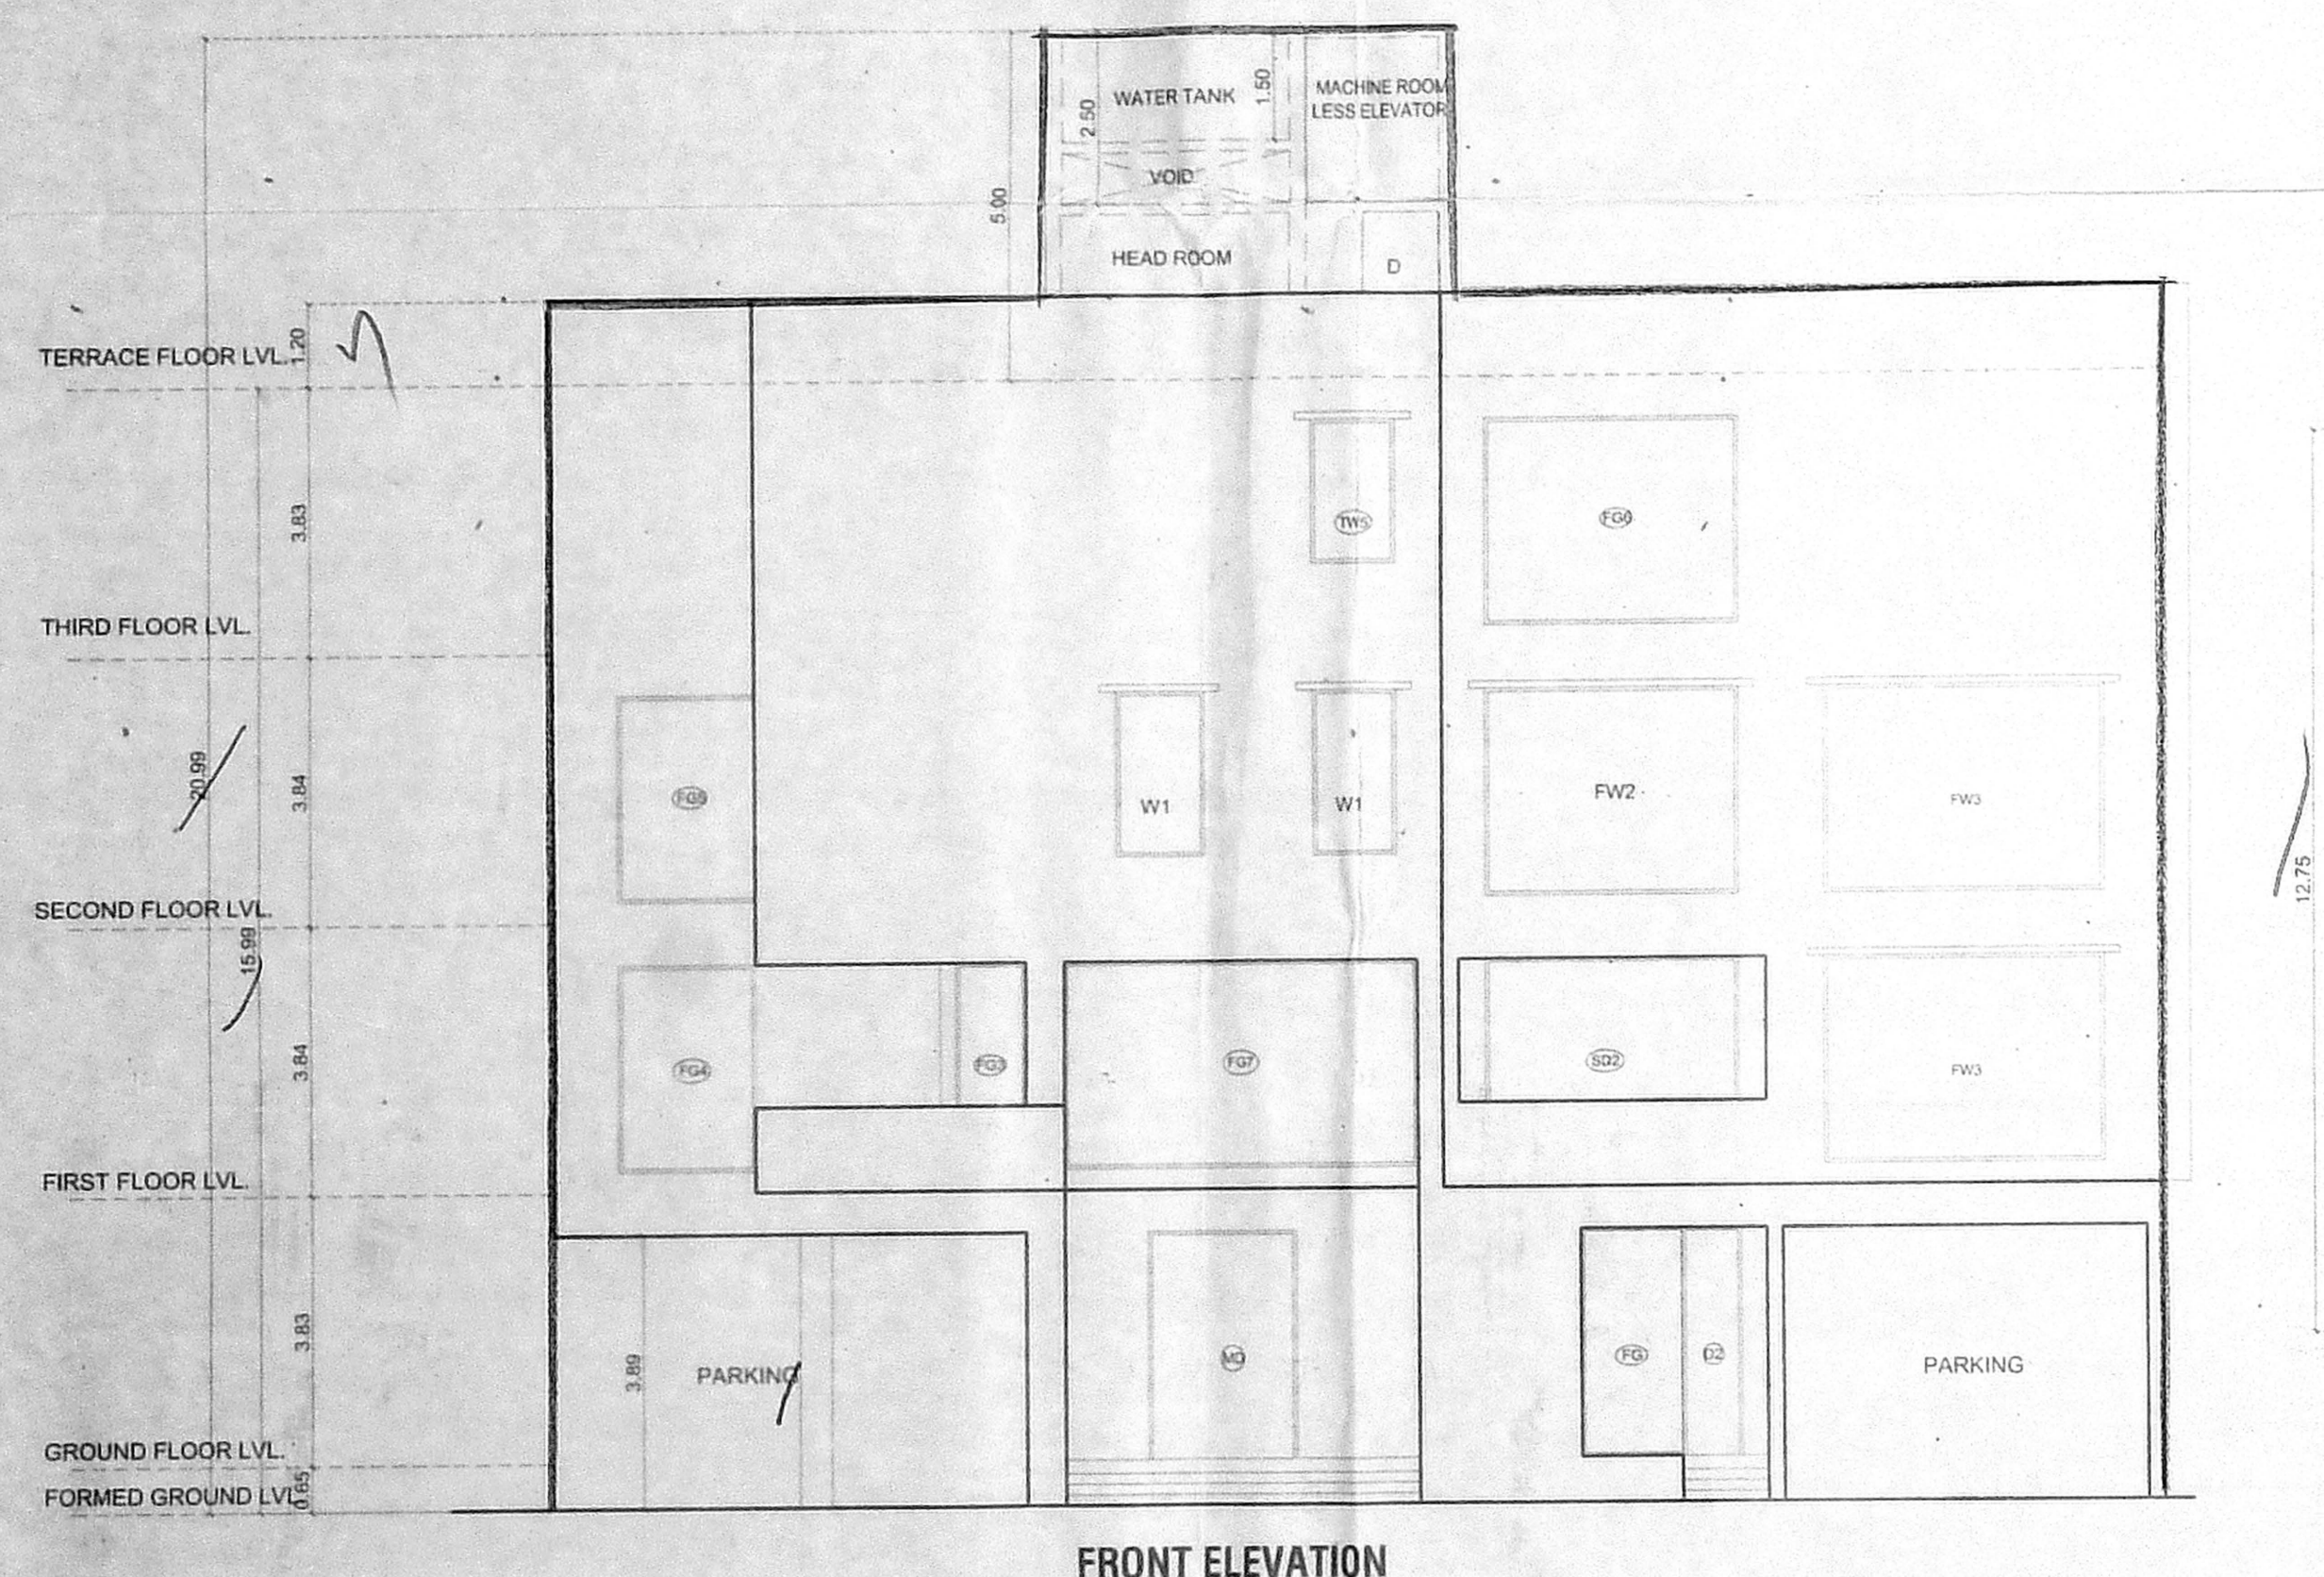 WATER TANK
1.50
MACHINE ROOM
LESS ELEVATOR
2.50
VOID
5.00
HEAD ROOM
D
TERRACE FLOOR LVL.
1.20
3.83
TW5
FG6
THIRD FLOOR LVL.
20.99
3.84
FG5
W1
W1
FW2
FW3
12.75
SECOND FLOOR LVL.
15.99
3.84
FG4
FG3
FG7
SD2
FW3
FIRST FLOOR LVL.
3.83
3.89
PARKING
MD
FG
D2
PARKING
GROUND FLOOR LVL.
0.65
FORMED GROUND LVL
FRONT ELEVATION